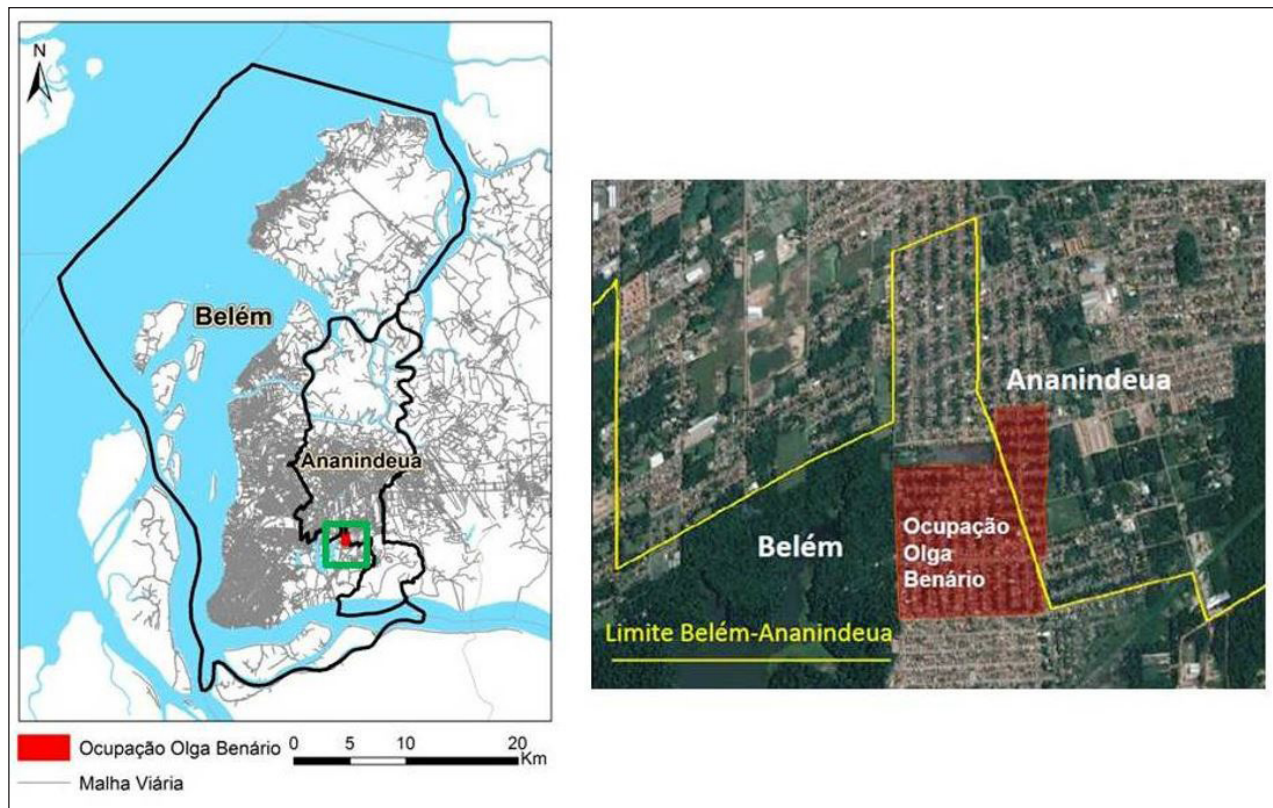 N
Belém
Ananindeua
Ocupação Olga Benário
Malha Viária
0 5 10 20
Km
Ananindeua
Belém
Ocupação
Olga
Benário
Limite Belém-Ananindeua